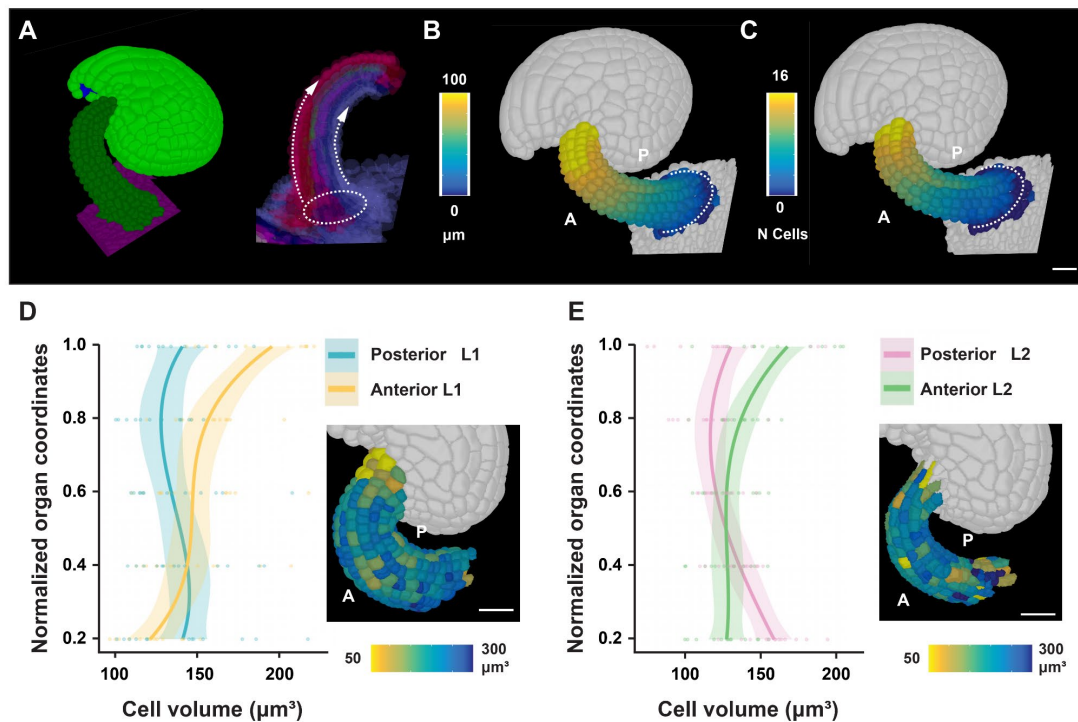 A
B
C
100
0
μm
A
P
16
0
N Cells
A
P
D
Normalized organ coordinates
1.0
0.8
0.6
0.4
0.2
100
150
200
Cell volume (μm³)
Posterior L1
Anterior L1
P
A
50
300
μm³
E
Normalized organ coordinates
1.0
0.8
0.6
0.4
0.2
100
150
200
Cell volume (μm³)
Posterior L2
Anterior L2
P
A
50
300
μm³